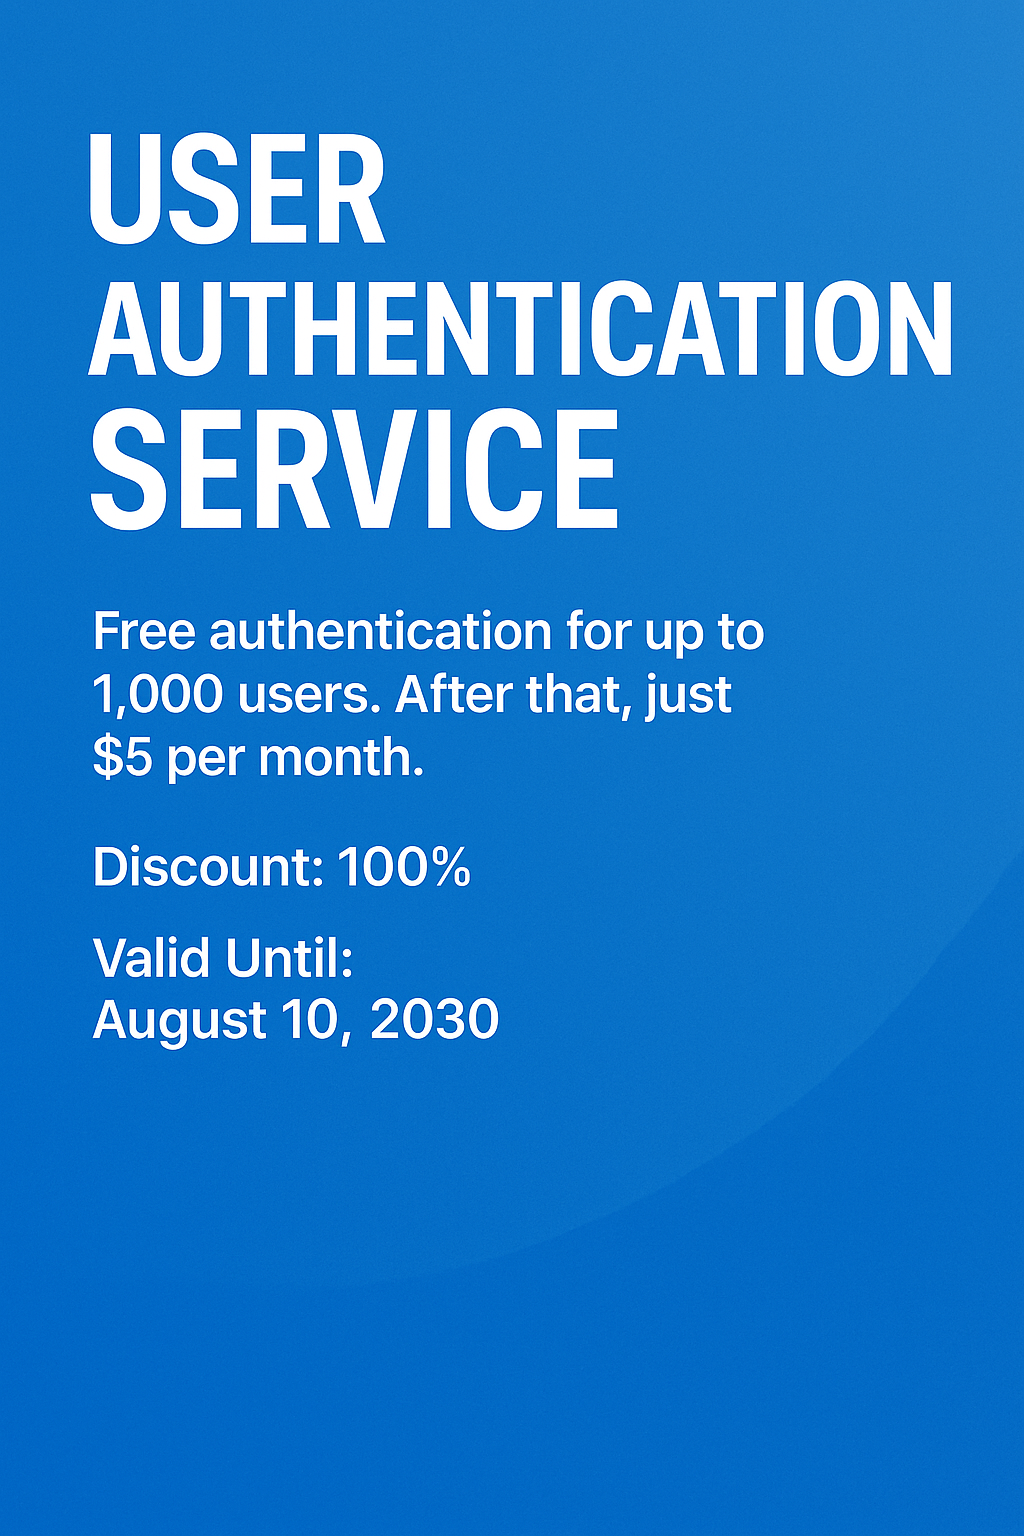 USER
AUTHENTICATION
SERVICE
Free authentication for up to
1,000 users. After that, just
$5 per month.
Discount: 100%
Valid Until:
August 10, 2030